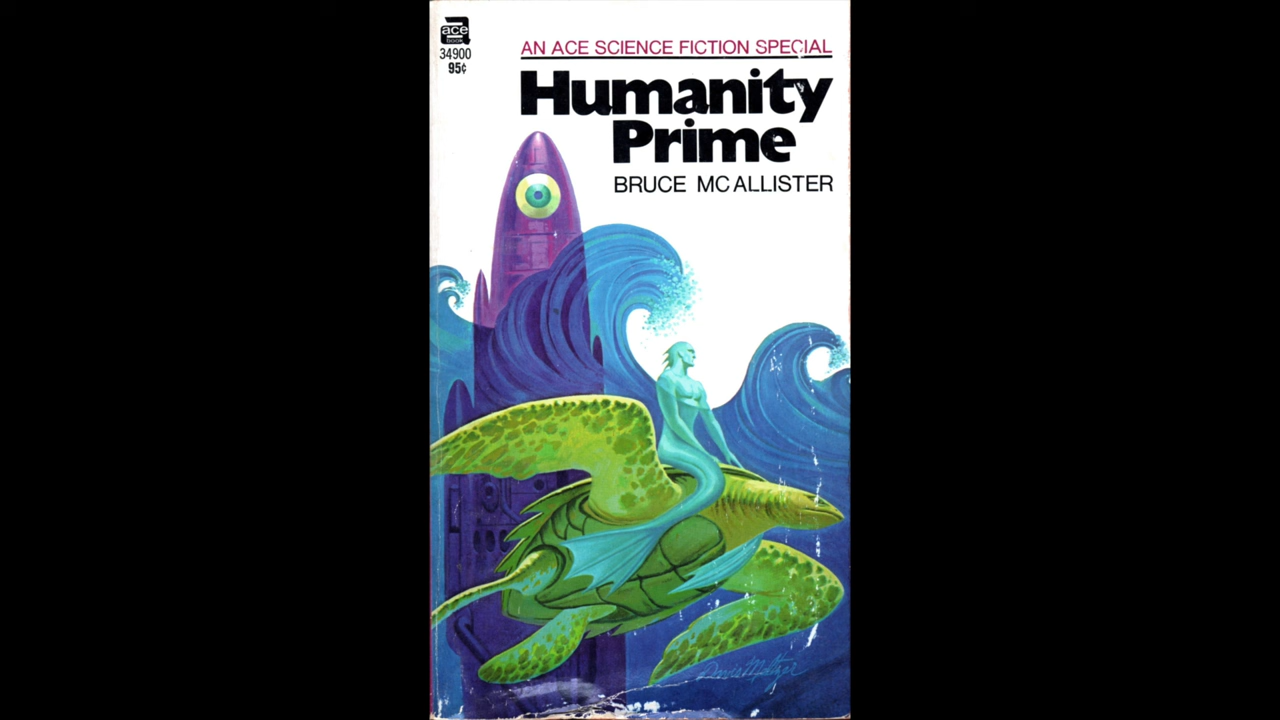 ace
book
34900
95¢
AN ACE SCIENCE FICTION SPECIAL
Humanity
Prime
BRUCE MCALLISTER